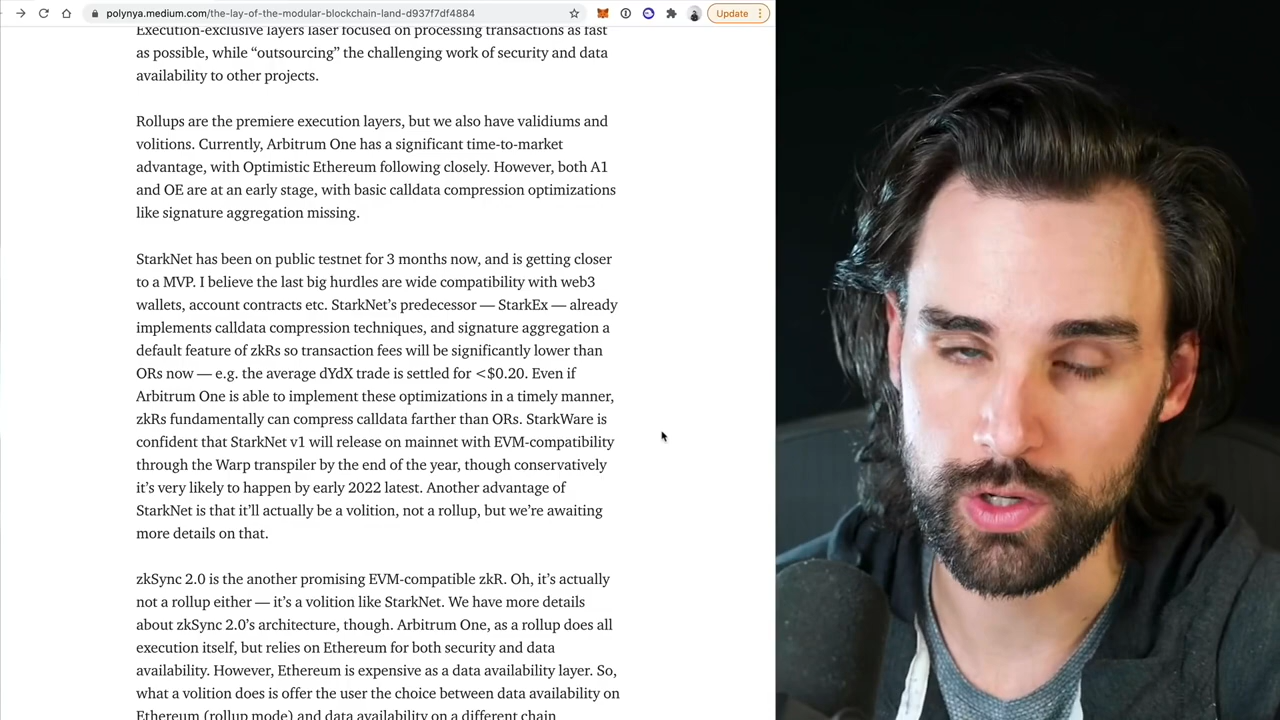 polynya.medium.com/the-lay-of-the-modular-blockchain-land-d937f7df4884
Update
Execution-exclusive layers laser focused on processing transactions as fast
as possible, while “outsourcing” the challenging work of security and data
availability to other projects.
Rollups are the premiere execution layers, but we also have validiums and
volitions. Currently, Arbitrum One has a significant time-to-market
advantage, with Optimistic Ethereum following closely. However, both A1
and OE are at an early stage, with basic calldata compression optimizations
like signature aggregation missing.
StarkNet has been on public testnet for 3 months now, and is getting closer
to a MVP. I believe the last big hurdles are wide compatibility with web3
wallets, account contracts etc. StarkNet’s predecessor — StarkEx — already
implements calldata compression techniques, and signature aggregation a
default feature of zkRs so transaction fees will be significantly lower than
ORs now — e.g. the average dYdX trade is settled for <$0.20. Even if
Arbitrum One is able to implement these optimizations in a timely manner,
zkRs fundamentally can compress calldata farther than ORs. StarkWare is
confident that StarkNet v1 will release on mainnet with EVM-compatibility
through the Warp transpiler by the end of the year, though conservatively
it’s very likely to happen by early 2022 latest. Another advantage of
StarkNet is that it’ll actually be a volition, not a rollup, but we’re awaiting
more details on that.
zkSync 2.0 is the another promising EVM-compatible zkR. Oh, it’s actually
not a rollup either — it’s a volition like StarkNet. We have more details
about zkSync 2.0’s architecture, though. Arbitrum One, as a rollup does all
execution itself, but relies on Ethereum for both security and data
availability. However, Ethereum is expensive as a data availability layer. So,
what a volition does is offer the user the choice between data availability on
Ethereum (rollup mode) and data availability on a different chain